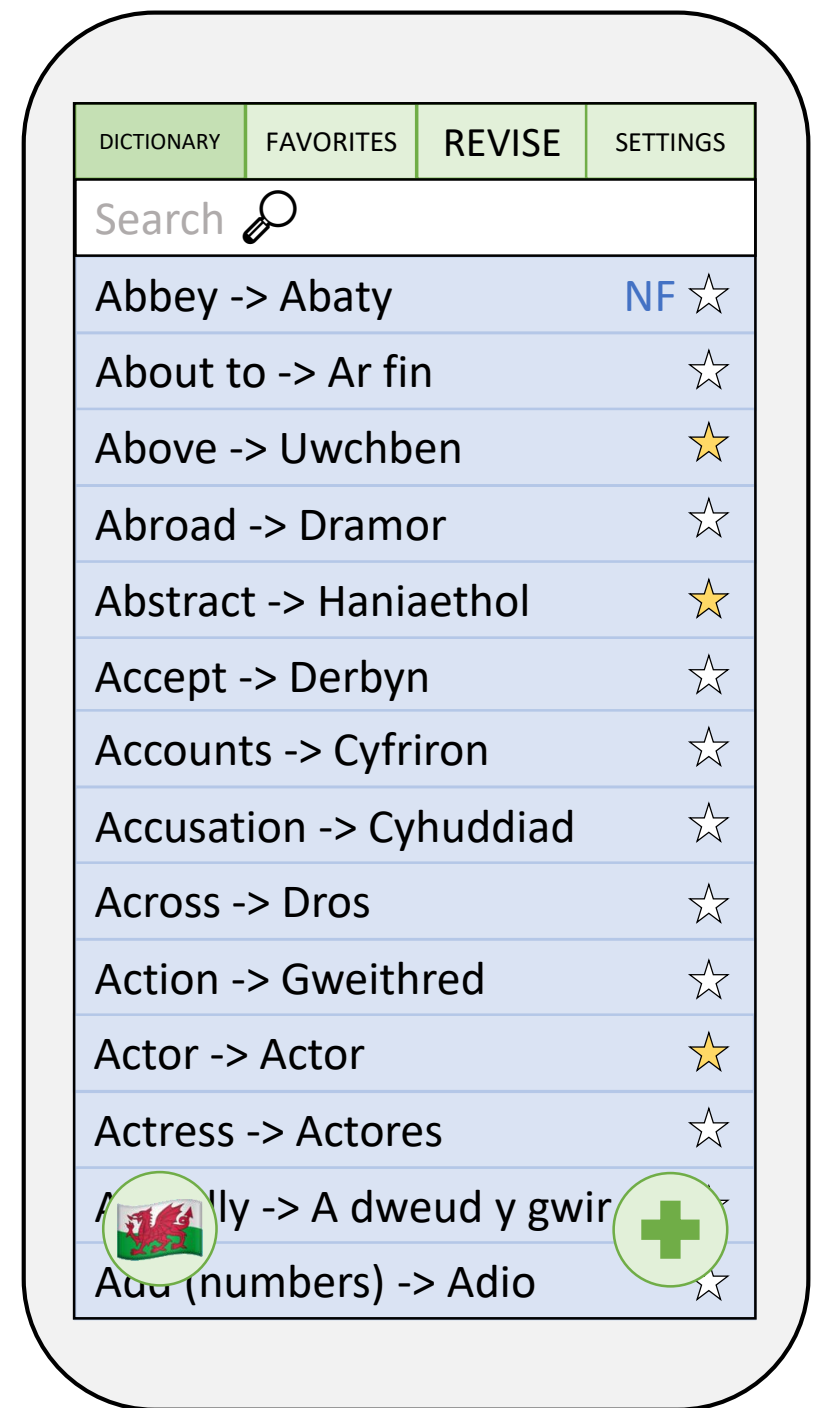 DICTIONARY FAVORITES REVISE SETTINGS
Search
Abbey -> Abaty NF
About to -> Ar fin
Above -> Uwchben
Abroad -> Dramor
Abstract -> Haniaethol
Accept -> Derbyn
Accounts -> Cyfriron
Accusation -> Cyhuddiad
Across -> Dros
Action -> Gweithred
Actor -> Actor
Actress -> Actores
-> A dweud y gwir
Add (numbers) -> Adio